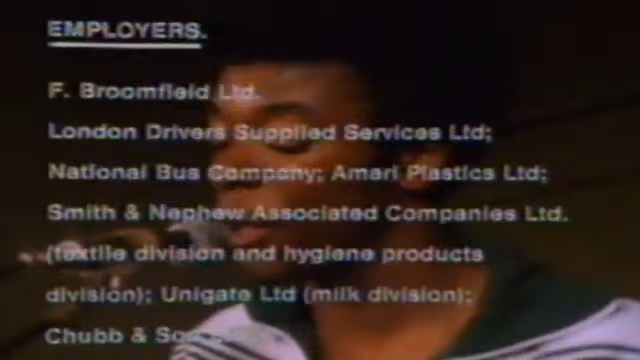 EMPLOYERS.
F. Broomfield Ltd.
London Drivers Supplied Services Ltd;
National Bus Company; Amari Plastics Ltd;
Smith & Nephew Associated Companies Ltd.
(textile division and hygiene products
division); Unigate Ltd (milk division);
Chubb &